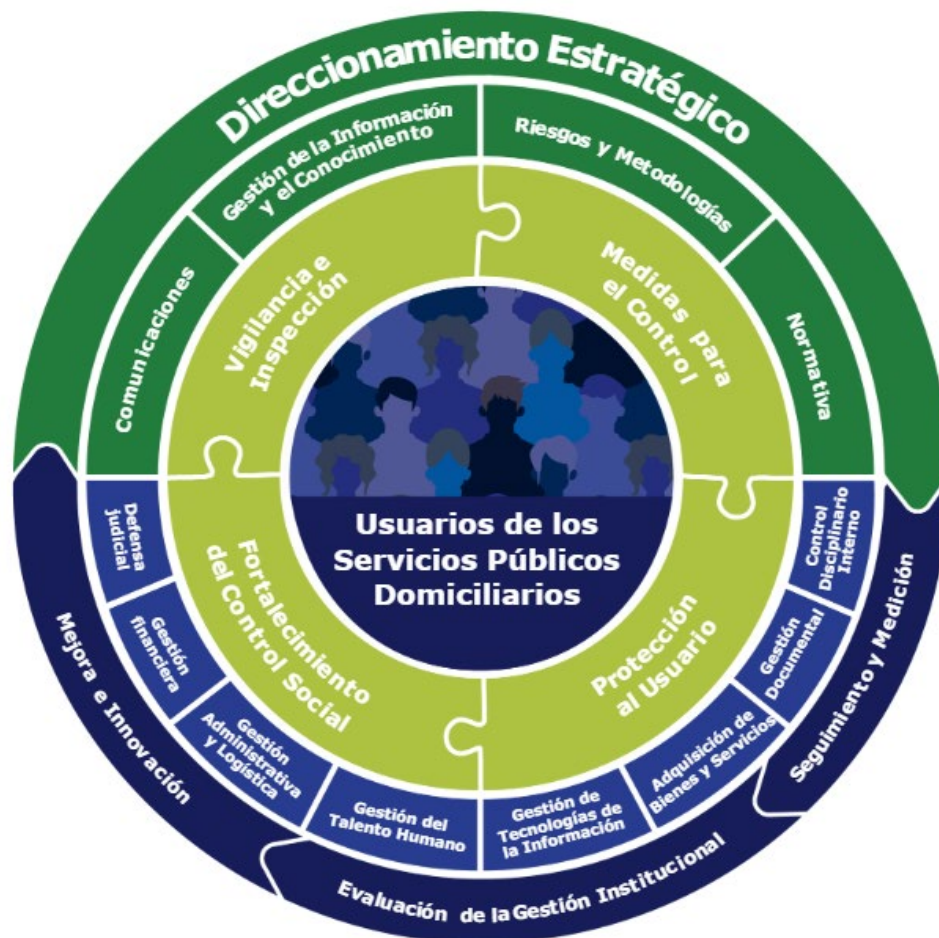 Direccionamiento Estratégico
Gestión de la Información
y el Conocimiento
Riesgos y Metodologías
Comunicaciones
Normativa
Vigilancia e
Inspección
Medidas para
el Control
Usuarios de los
Servicios Públicos
Domiciliarios
Fortalecimiento
del Control Social
Protección
al Usuario
Defensa
judicial
Gestión
financiera
Gestión
Administrativa
y Logística
Gestión del
Talento Humano
Gestión de
Tecnologías de
la Información
Adquisición de
Bienes y Servicios
Gestión
Documental
Control
Disciplinario
Interno
Mejora e Innovación
Evaluación de la Gestión Institucional
Seguimiento y Medición